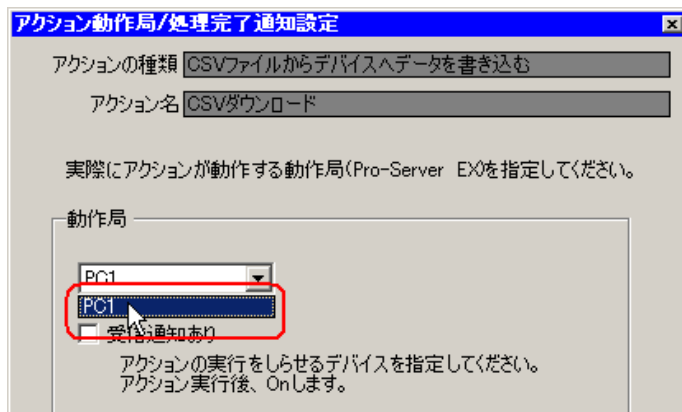 アクション動作局/処理完了通知設定
アクションの種類 CSVファイルからデバイスへデータを書き込む
アクション名 CSVダウンロード
実際にアクションが動作する動作局(Pro-Server EX)を指定してください。
動作局
PC1
PC1
受信通知あり
アクションの実行をしらせるデバイスを指定してください。
アクション実行後、Onします。